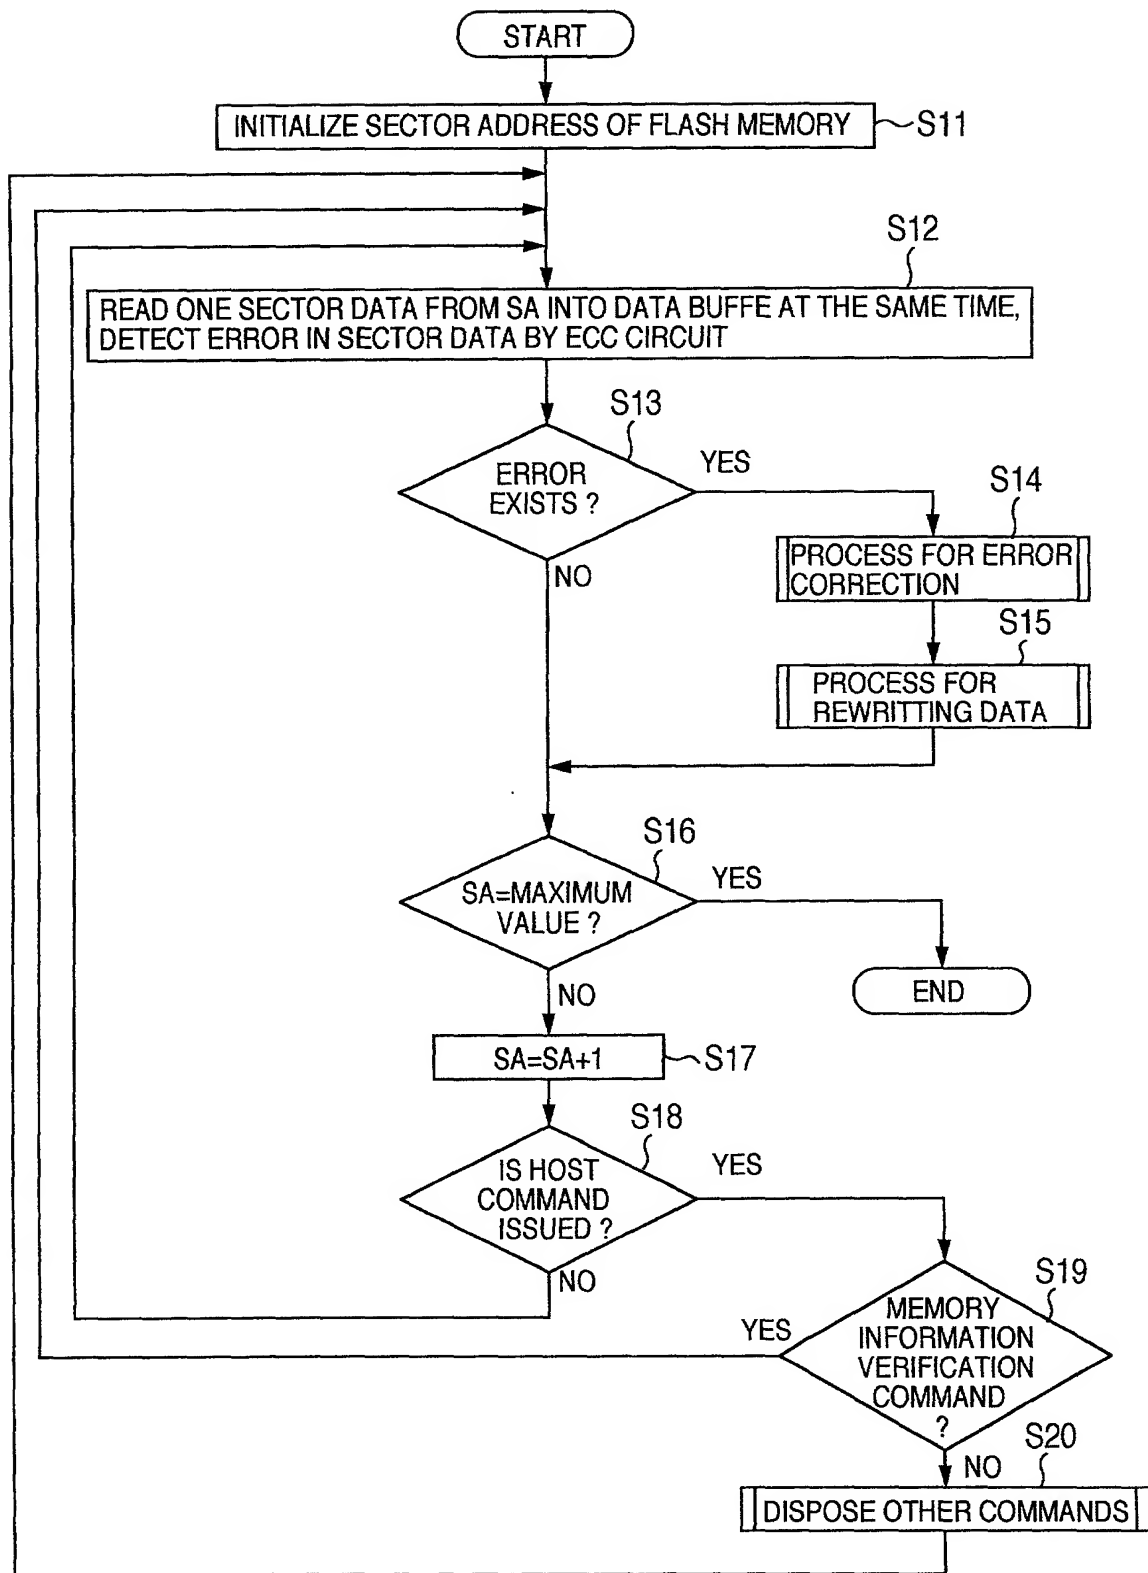 START
INITIALIZE SECTOR ADDRESS OF FLASH MEMORY
S11
S12
READ ONE SECTOR DATA FROM SA INTO DATA BUFFE AT THE SAME TIME,
DETECT ERROR IN SECTOR DATA BY ECC CIRCUIT
S13
ERROR
EXISTS ?
YES
NO
S14
PROCESS FOR ERROR
CORRECTION
S15
PROCESS FOR
REWRITTING DATA
S16
SA=MAXIMUM
VALUE ?
YES
NO
END
SA=SA+1
S17
S18
IS HOST
COMMAND
ISSUED ?
YES
NO
S19
MEMORY
INFORMATION
VERIFICATION
COMMAND
?
YES
NO
S20
DISPOSE OTHER COMMANDS